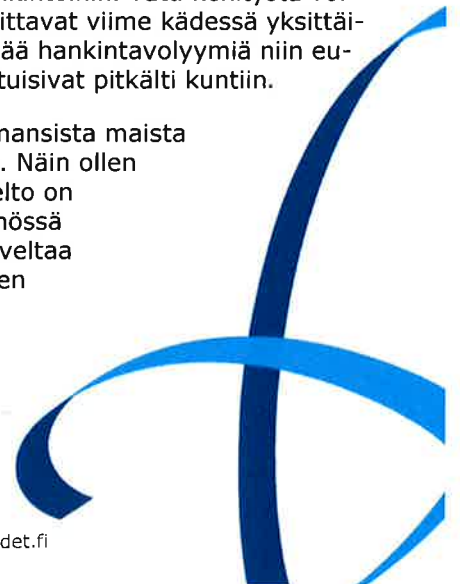 ittavat viime kädessä yksittäi-
ää hankintavolyymiä niin eu-
tuisivat pitkälti kuntiin.
mansista maista
. Näin ollen
elto on
nössä
veltaa
en
det.fi